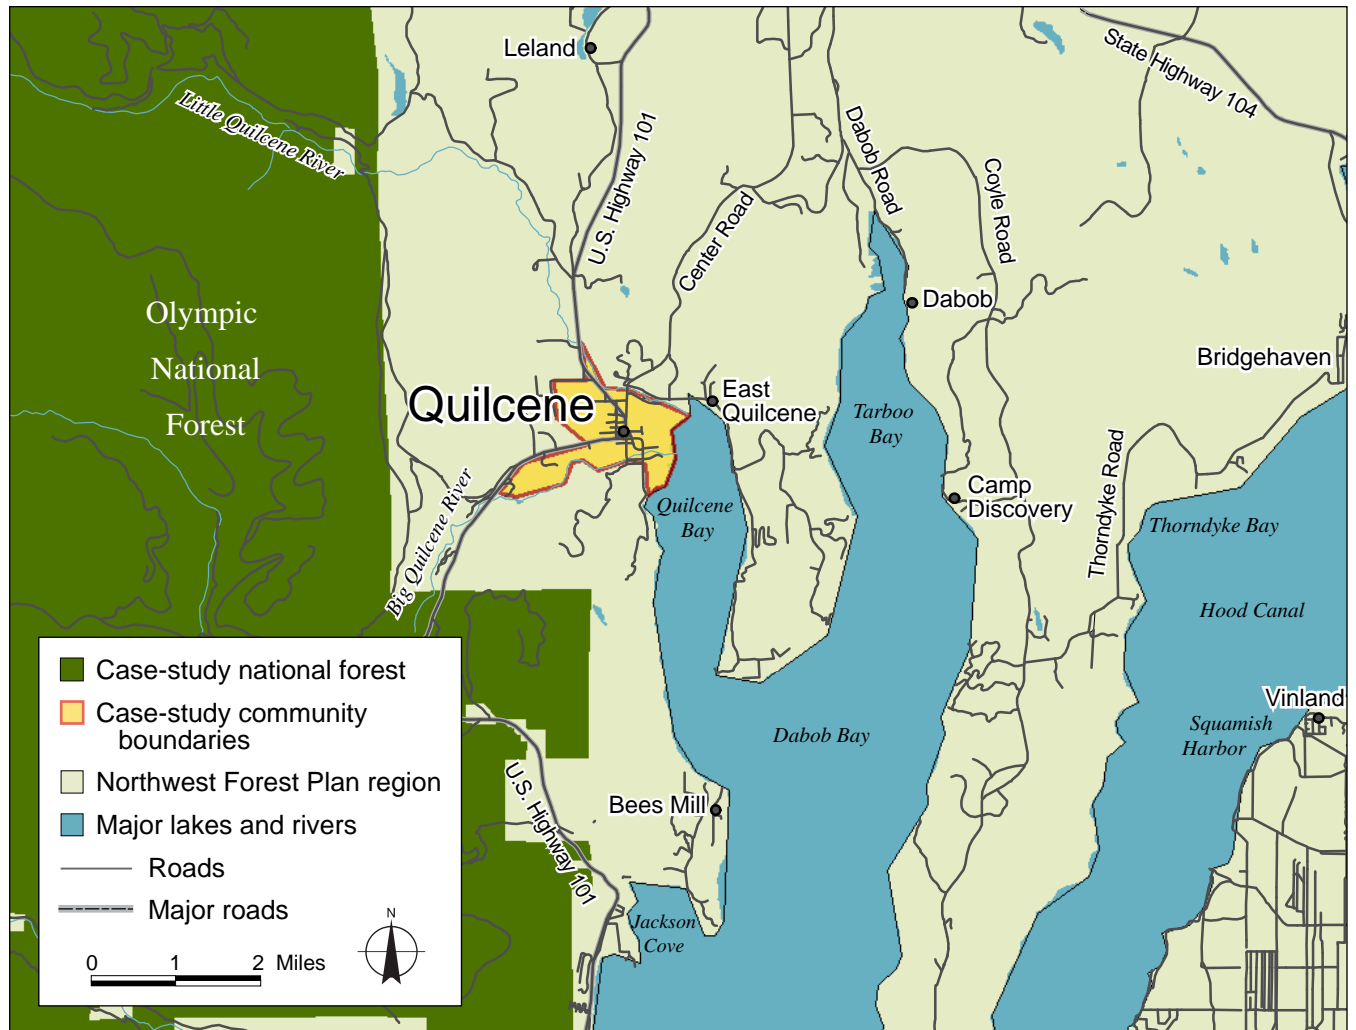 Leland
State Highway 104
Little Quilcene River
U.S. Highway 101
Dabob Road
Coyle Road
Center Road
Olympic
National
Forest
Dabob
Bridgehaven
Quilcene
East
Quilcene
Tarboo
Bay
Thorndyke Road
Camp
Discovery
Big Quilcene River
Quilcene
Bay
Thorndyke Bay
Hood Canal
Vinland
Squamish
Harbor
Dabob Bay
Bees Mill
U.S. Highway 101
Jackson
Cove
Case-study national forest
Case-study community
boundaries
Northwest Forest Plan region
Major lakes and rivers
Roads
Major roads
N
0 1 2 Miles